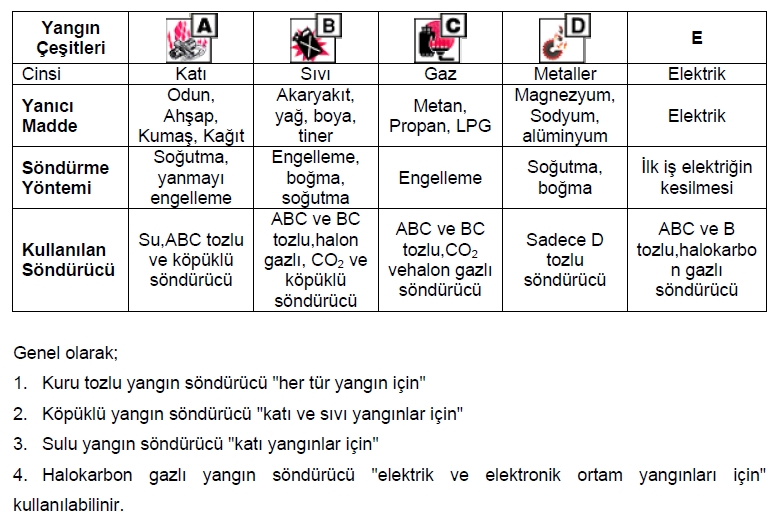 Yangın Çeşitleri A B C D E
Cinsi Katı Sıvı Gaz Metaller Elektrik
Yanıcı Madde
Odun, Ahşap, Kumaş, Kağıt
Akaryakıt, yağ, boya, tiner
Metan, Propan, LPG
Magnezyum, Sodyum, alüminyum
Elektrik
Söndürme Yöntemi
Soğutma, yanmayı engelleme
Engelleme, boğma, soğutma
Engelleme
Soğutma, boğma
İlk iş elektriğin kesilmesi
Kullanılan Söndürücü
Su,ABC tozlu ve köpüklü söndürücü
ABC ve BC tozlu,halon gazlı, CO₂ ve köpüklü söndürücü
ABC ve BC tozlu,CO₂ vehalon gazlı söndürücü
Sadece D tozlu söndürücü
ABC ve B tozlu,halokarbo n gazlı söndürücü
Genel olarak;
1. Kuru tozlu yangın söndürücü "her tür yangın için"
2. Köpüklü yangın söndürücü "katı ve sıvı yangınlar için"
3. Sulu yangın söndürücü "katı yangınlar için"
4. Halokarbon gazlı yangın söndürücü "elektrik ve elektronik ortam yangınları için"
kullanılabilinir.